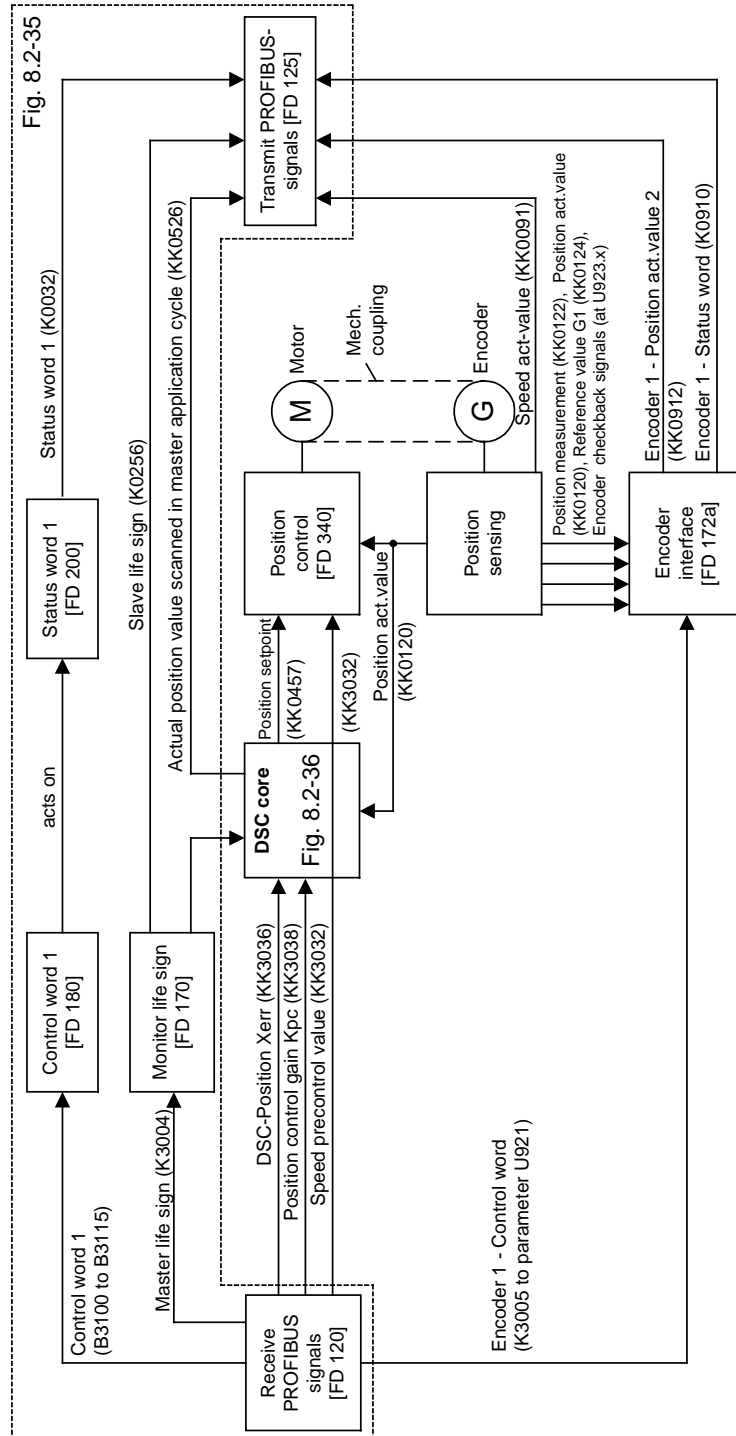 Fig. 8.2-35
Control word 1
(B3100 to B3115)
Control word 1
[FD 180]
acts on
Status word 1
[FD 200]
Status word 1 (K0032)
Master life sign (K3004)
Monitor life sign
[FD 170]
Slave life sign (K0256)
Actual position value scanned in master application cycle (KK0526)
Transmit PROFIBUS-
signals [FD 125]
Receive
PROFIBUS
signals
[FD 120]
DSC-Position Xerr (KK3036)
Position control gain Kpc (KK3038)
Speed precontrol value (KK3032)
DSC core
Fig. 8.2-36
Position setpoint
(KK0457)
(KK3032)
Position
control
[FD 340]
M
Motor
Mech.
coupling
Position act.value
(KK0120)
Position
sensing
G
Encoder
Speed act-value (KK0091)
Position measurement (KK0122),  Position act.value
(KK0120), Reference value G1 (KK0124),
Encoder  checkback signals (at U923.x)
Encoder 1 - Control word
(K3005 to parameter U921)
Encoder
interface
[FD 172a]
Encoder 1 - Position act.value 2
(KK0912)
Encoder 1 - Status word (K0910)